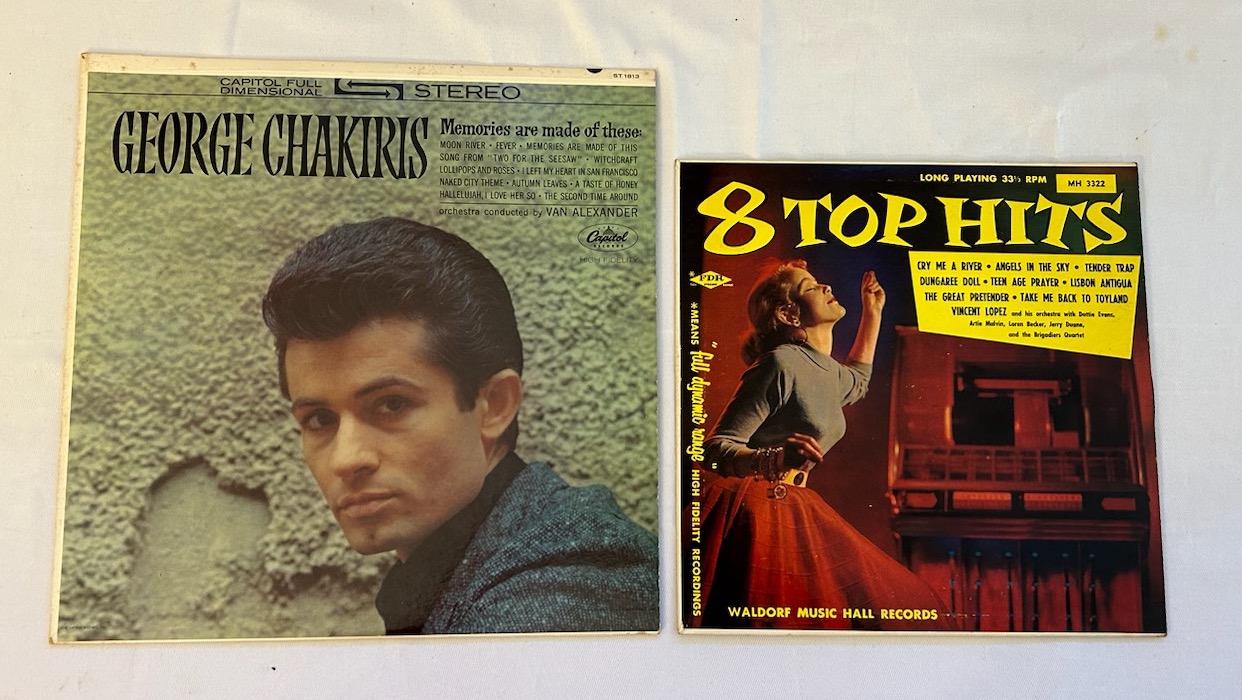 ST 1813
CAPITOL FULL
DIMENSIONAL
STEREO
GEORGE CHAKIRIS
Memories are made of these:
MOON RIVER • FEVER • MEMORIES ARE MADE OF THIS
SONG FROM "TWO FOR THE SEESAW" • WITCHCRAFT
LOLLIPOPS AND ROSES • I LEFT MY HEART IN SAN FRANCISCO
NAKED CITY THEME • AUTUMN LEAVES • A TASTE OF HONEY
HALLELUJAH, I LOVE HER SO • THE SECOND TIME AROUND
orchestra conducted by VAN ALEXANDER
Capitol
RECORDS
HIGH FIDELITY
LONG PLAYING 33⅓ RPM
MH 3322
8 TOP HITS
CRY ME A RIVER • ANGELS IN THE SKY • TENDER TRAP
DUNGAREE DOLL • TEEN AGE PRAYER • LISBON ANTIGUA
THE GREAT PRETENDER • TAKE ME BACK TO TOYLAND
VINCENT LOPEZ and his orchestra with Dottie Evans,
Artie Malvin, Loren Becker, Jerry Duane,
and the Brigadiers Quartet
*
FDR
*MEANS "full dynamic range" HIGH FIDELITY RECORDINGS
WALDORF MUSIC HALL RECORDS